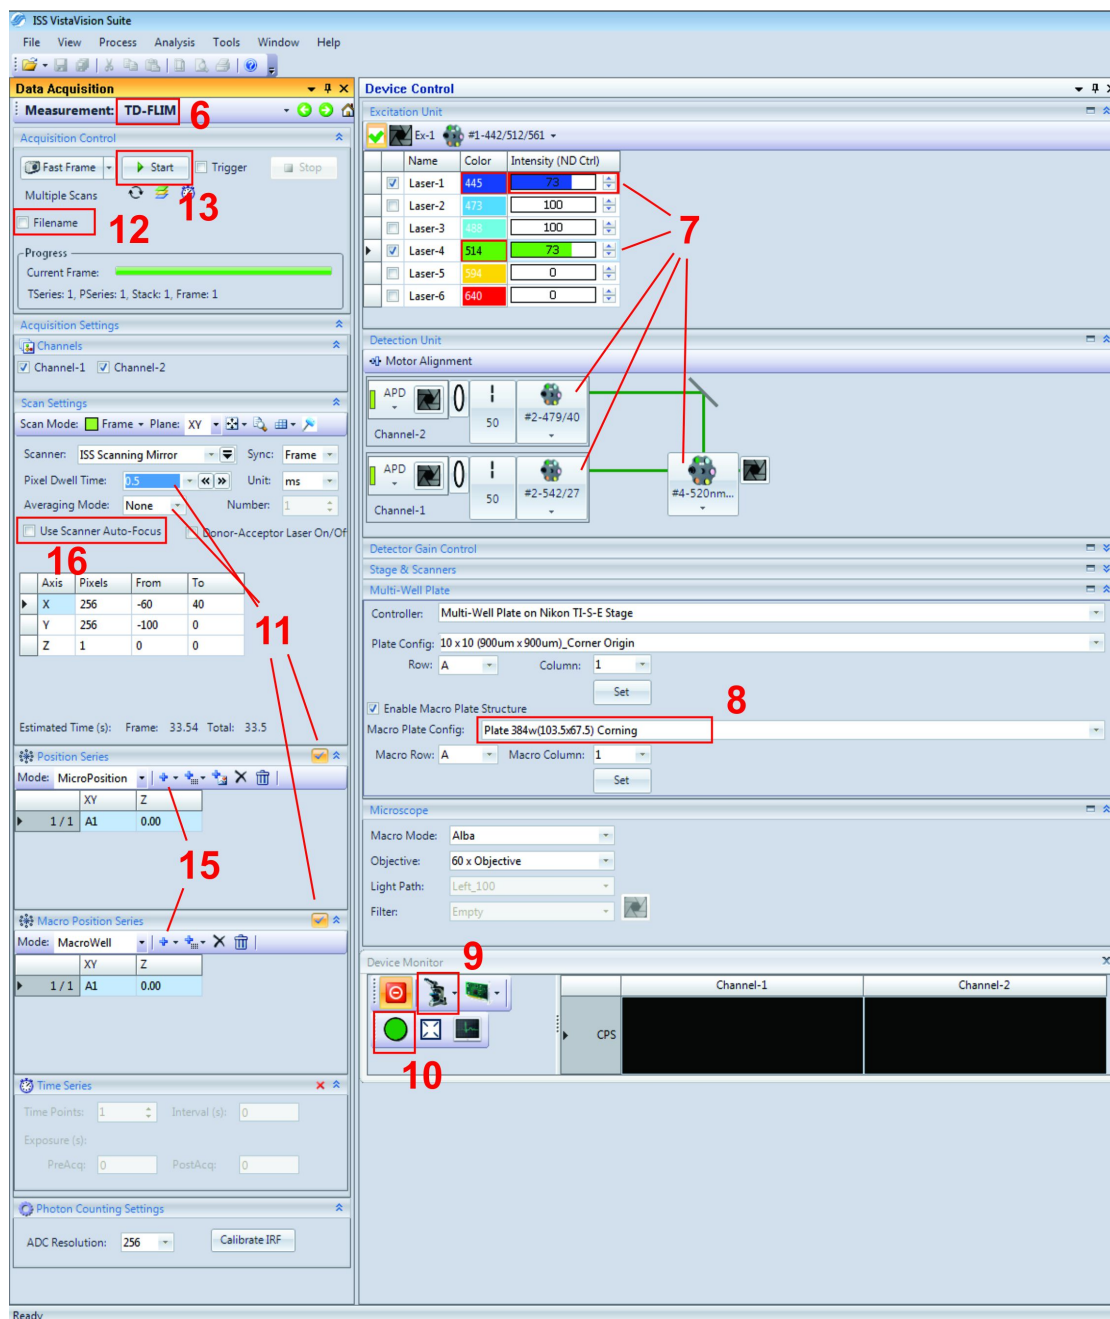 ISS VistaVision Suite
File View Process Analysis Tools Window Help
Data Acquisition
Measurement: TD-FLIM 6
Acquisition Control
Fast Frame Start Trigger Stop
Multiple Scans
13
Filename 12
Progress
Current Frame:
TSeries: 1, PSeries: 1, Stack: 1, Frame: 1
Acquisition Settings
Channels
Channel-1 Channel-2
Scan Settings
Scan Mode: Frame Plane: XY
Scanner: ISS Scanning Mirror Sync: Frame
Pixel Dwell Time: 0.5 Unit: ms
Averaging Mode: None Number: 1
Use Scanner Auto-Focus Donor-Acceptor Laser On/Off
16
Axis Pixels From To
X 256 -60 40
Y 256 -100 0
Z 1 0 0
11
Estimated Time (s): Frame: 33.54 Total: 33.5
Position Series
Mode: MicroPosition
XY Z
1 / 1 A1 0.00
15
Macro Position Series
Mode: MacroWell
XY Z
1 / 1 A1 0.00
Time Series
Time Points: 1 Interval (s): 0
Exposure (s):
PreAcq: 0 PostAcq: 0
Photon Counting Settings
ADC Resolution: 256 Calibrate IRF
Ready
Device Control
Excitation Unit
Ex-1 #1-442/512/561
Name Color Intensity (ND Ctrl)
Laser-1 445 73
Laser-2 473 100
Laser-3 488 100
Laser-4 514 73
Laser-5 594 0
Laser-6 640 0
7
Detection Unit
Motor Alignment
APD 50 #2-479/40
Channel-2
APD 50 #2-542/27
Channel-1
#4-520nm...
Detector Gain Control
Stage & Scanners
Multi-Well Plate
Controller: Multi-Well Plate on Nikon TI-S-E Stage
Plate Config: 10 x 10 (900um x 900um)_Corner Origin
Row: A Column: 1
Set
8
Enable Macro Plate Structure
Macro Plate Config: Plate 384w(103.5x67.5) Corning
Macro Row: A Macro Column: 1
Set
Microscope
Macro Mode: Alba
Objective: 60 x Objective
Light Path: Left_100
Filter: Empty
Device Monitor
9
Channel-1 Channel-2
CPS
10